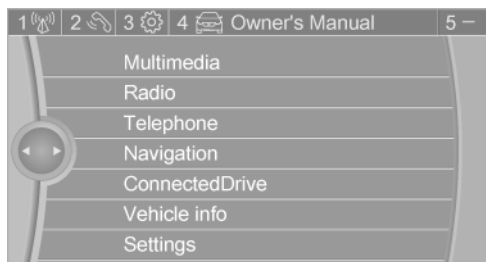 1 2 3 4 Owner's Manual 5 –
Multimedia
Radio
Telephone
Navigation
ConnectedDrive
Vehicle info
Settings